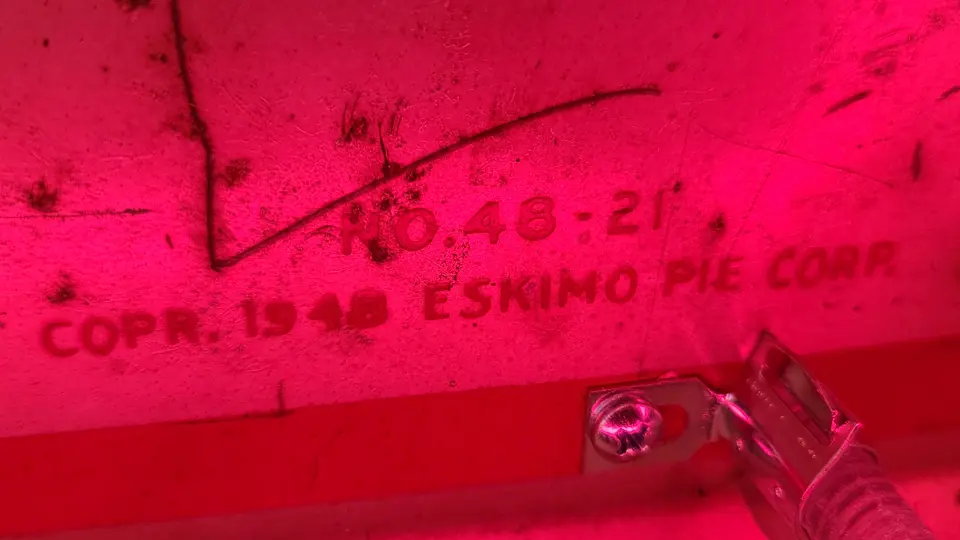 NO. 48-21
COPR. 1948 ESKIMO PIE CORP.